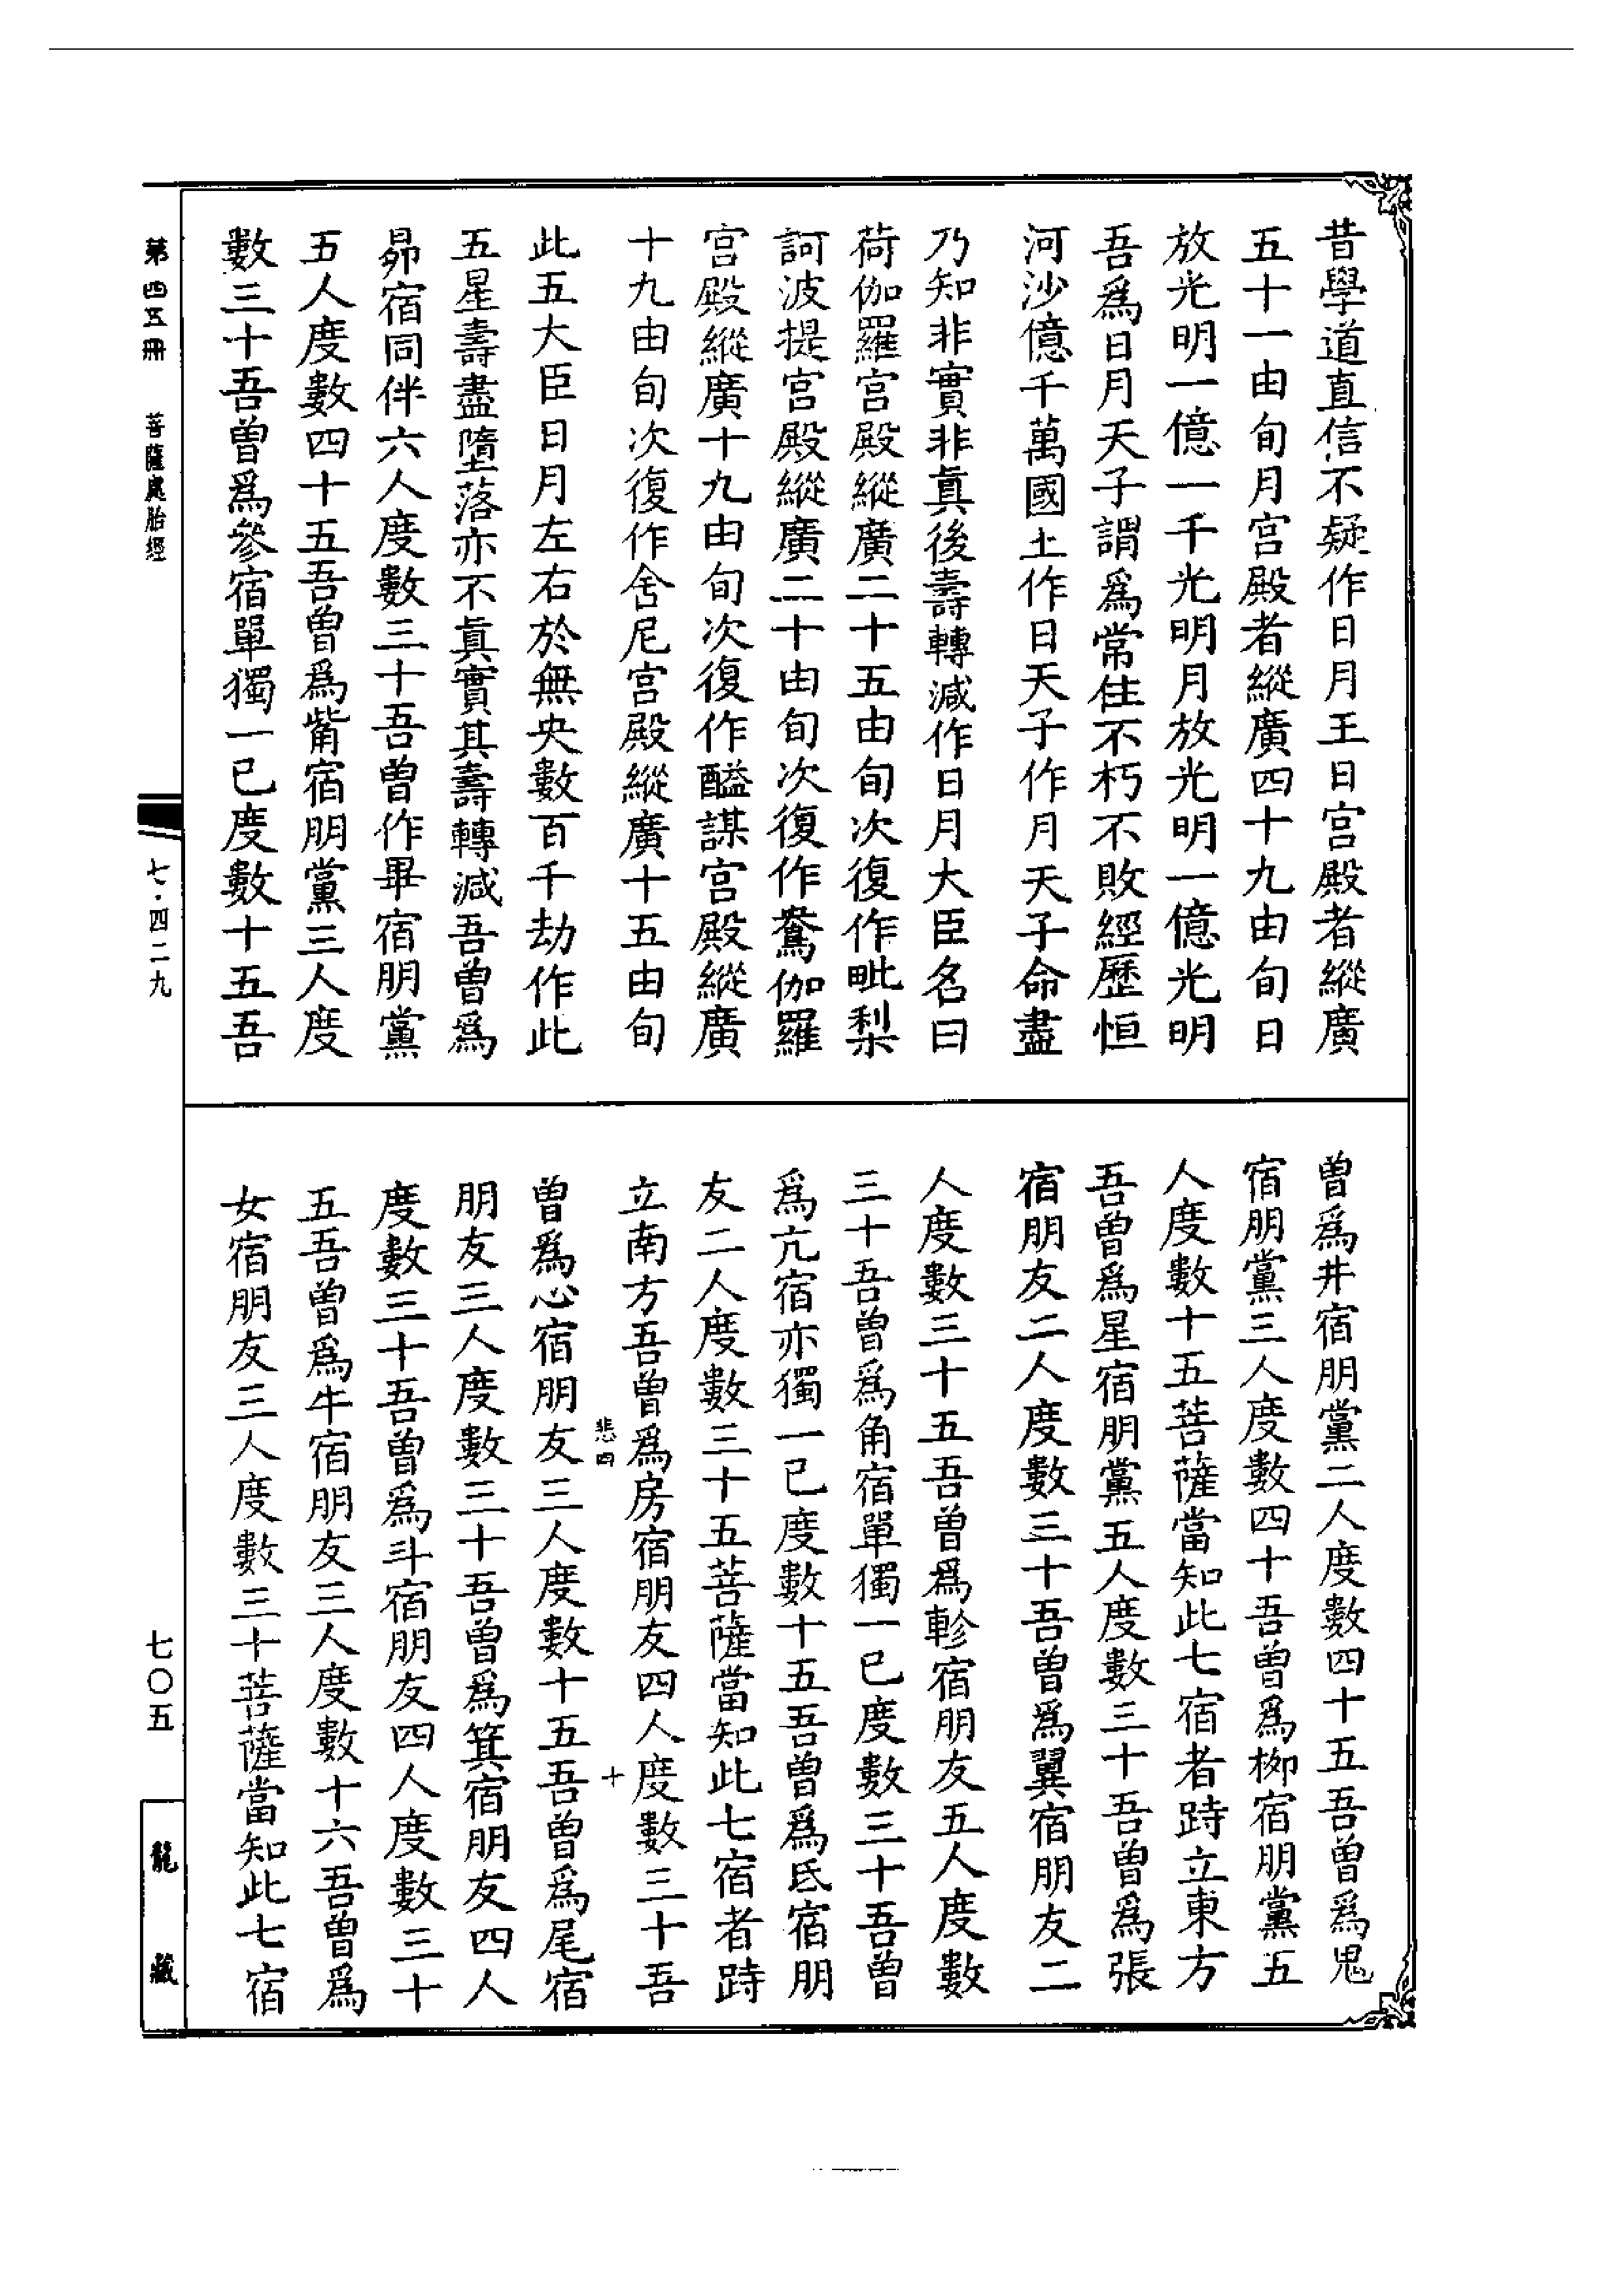 昔學道直信不疑作日月王日宮殿者縱廣
五十一由旬月宮殿者縱廣四十九由旬日
放光明一億一千光明月放光明一億光明
吾爲日月天子謂爲常住不朽不敗經歷恒
河沙億千萬國土作日天子作月天子命盡
乃知非實非眞後壽轉減作日月大臣名曰
荷伽羅宮殿縱廣二十五由旬次復作毗梨
訶波提宮殿縱廣二十由旬次復作鴦伽羅
宮殿縱廣十九由旬次復作醯謀宮殿縱廣
十九由旬次復作舍尼宮殿縱廣十五由旬
此五大臣日月左右於無央數百千劫作此
五星壽盡墮落亦不眞實其壽轉減吾曾爲
昴宿同伴六人度數三十吾曾作畢宿朋黨
五人度數四十五吾曾爲觜宿朋黨三人度
數三十吾曾爲參宿單獨一已度數十五吾
曾爲井宿朋黨二人度數四十五吾曾爲鬼
宿朋黨三人度數四十吾曾爲柳宿朋黨五
人度數十五菩薩當知此七宿者跱立東方
吾曾爲星宿朋黨五人度數三十吾曾爲張
宿朋友二人度數三十吾曾爲翼宿朋友二
人度數三十五吾曾爲軫宿朋友五人度數
三十吾曾爲角宿單獨一已度數三十吾曾
爲亢宿亦獨一已度數十五吾曾爲氐宿朋
友二人度數三十五菩薩當知此七宿者跱
立南方吾曾爲房宿朋友四人度數三十吾
悲四 十
曾爲心宿朋友三人度數十五吾曾爲尾宿
朋友三人度數三十吾曾爲箕宿朋友四人
度數三十吾曾爲斗宿朋友四人度數三十
五吾曾爲牛宿朋友三人度數十六吾曾爲
女宿朋友三人度數三十菩薩當知此七宿
第四五冊 菩薩處胎經 七·四二九 七〇五 龍藏